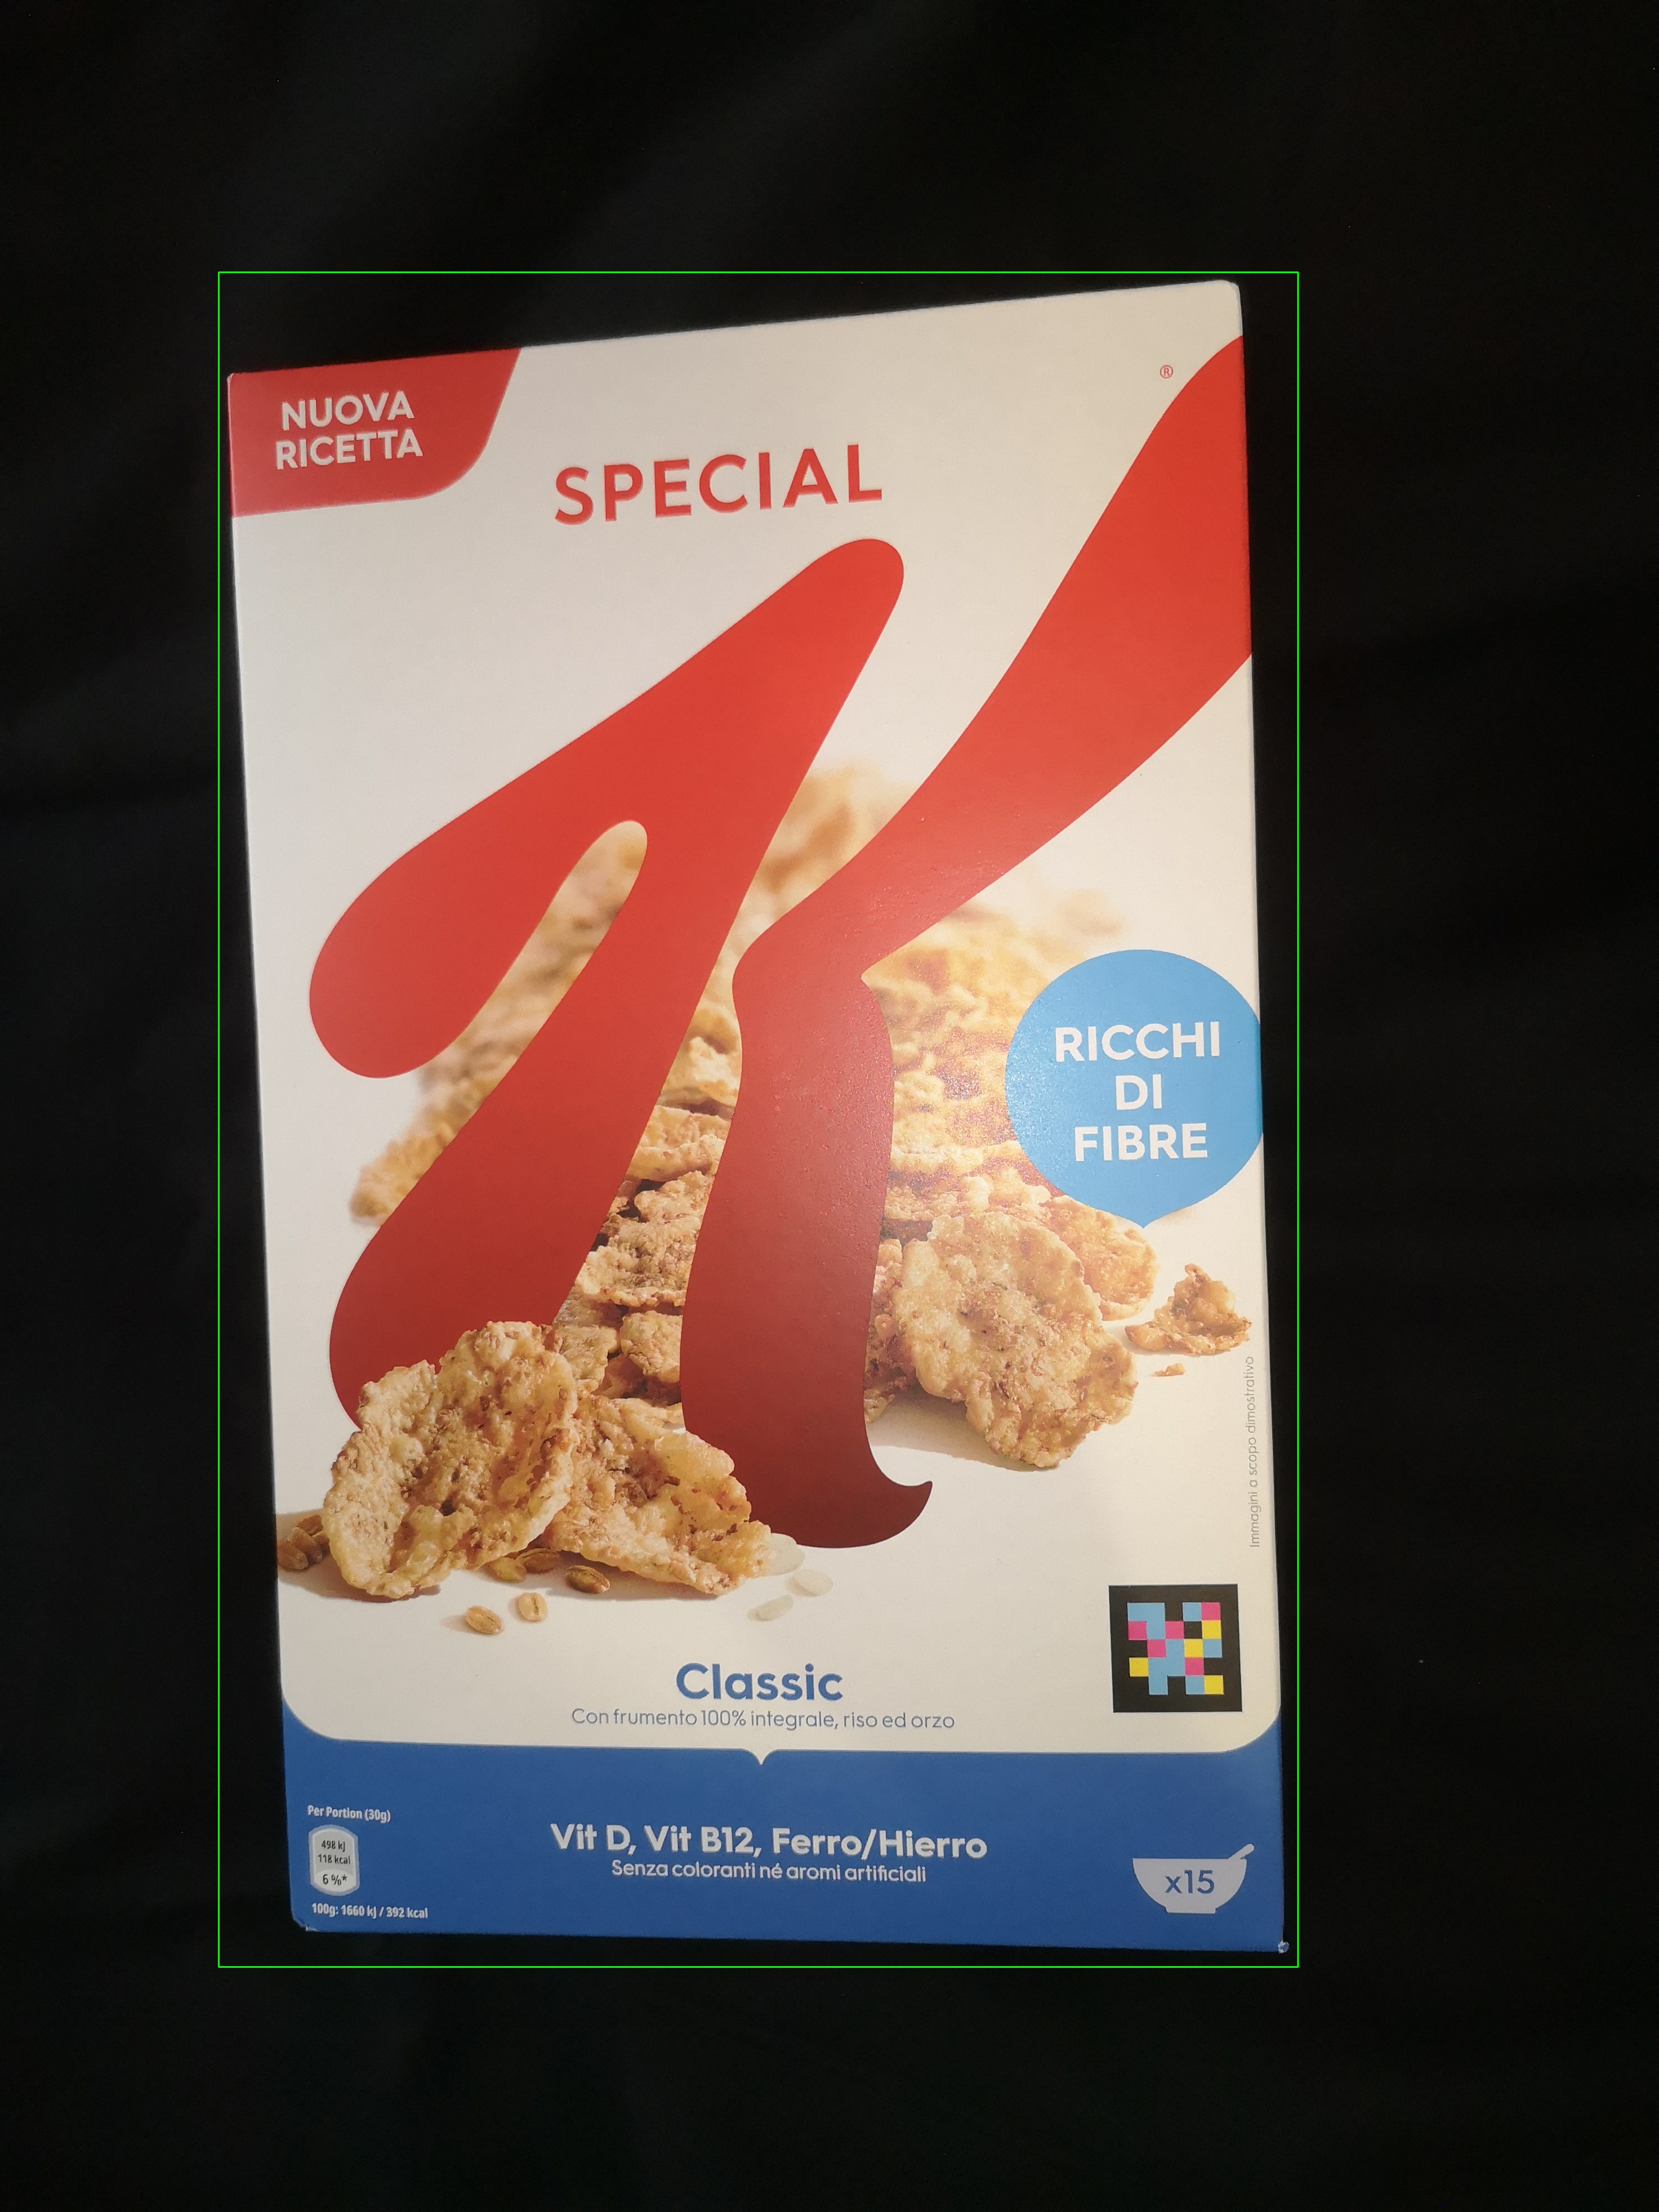 NUOVA
RICETTA
®
SPECIAL
K
RICCHI
DI
FIBRE
Immagini a scopo dimostrativo
Classic
Con frumento 100% integrale, riso ed orzo
Per Portion (30g)
498 kJ
118 kcal
6 %*
100g: 1660 kJ / 392 kcal
Vit D, Vit B12, Ferro/Hierro
Senza coloranti né aromi artificiali
x15